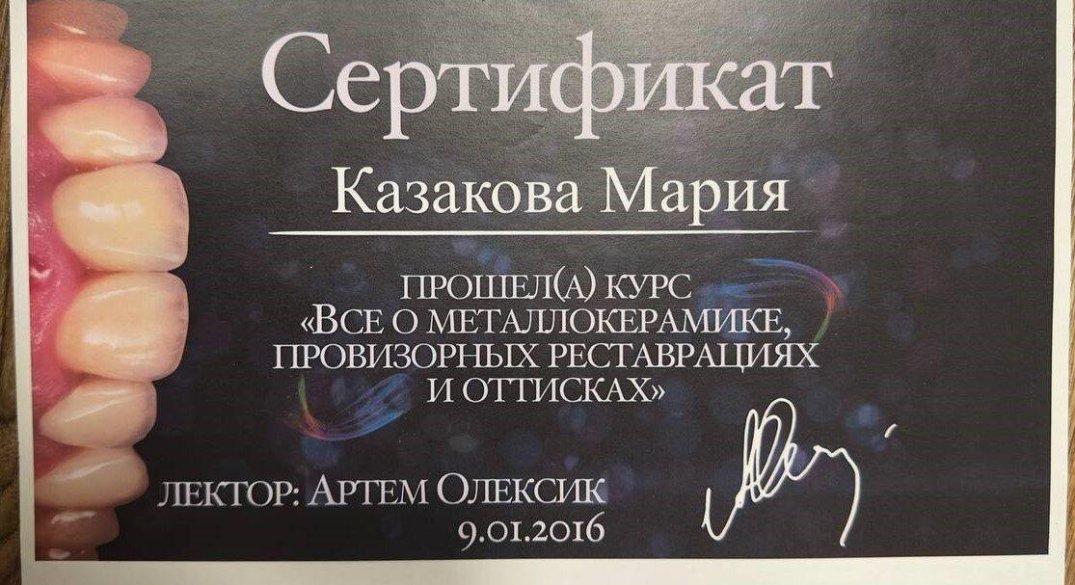 Сертификат
Казакова Мария
прошел(а) курс
«Все о металлокерамике,
провизорных реставрациях
и оттисках»
лектор: Артем Олексик
9.01.2016